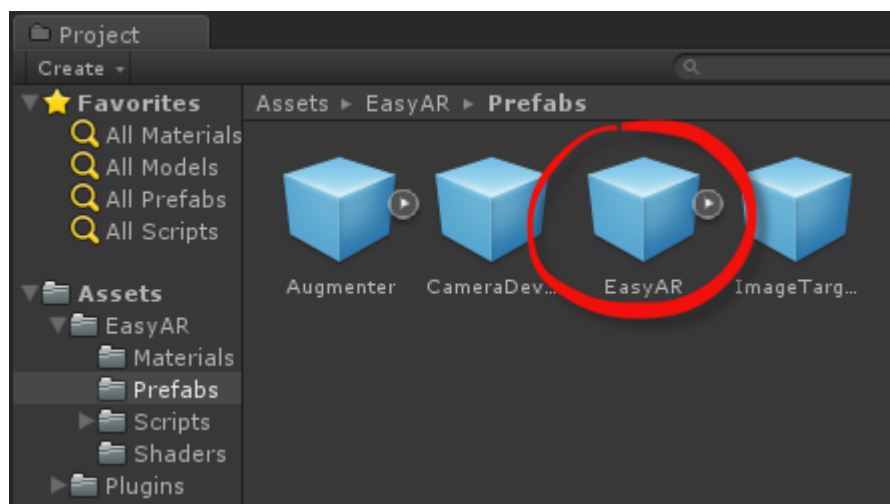 Project
Create
Favorites
All Materials
All Models
All Prefabs
All Scripts
Assets
EasyAR
Materials
Prefabs
Scripts
Shaders
Plugins
Assets ▸ EasyAR ▸ Prefabs
Augmenter CameraDev... EasyAR ImageTarg...